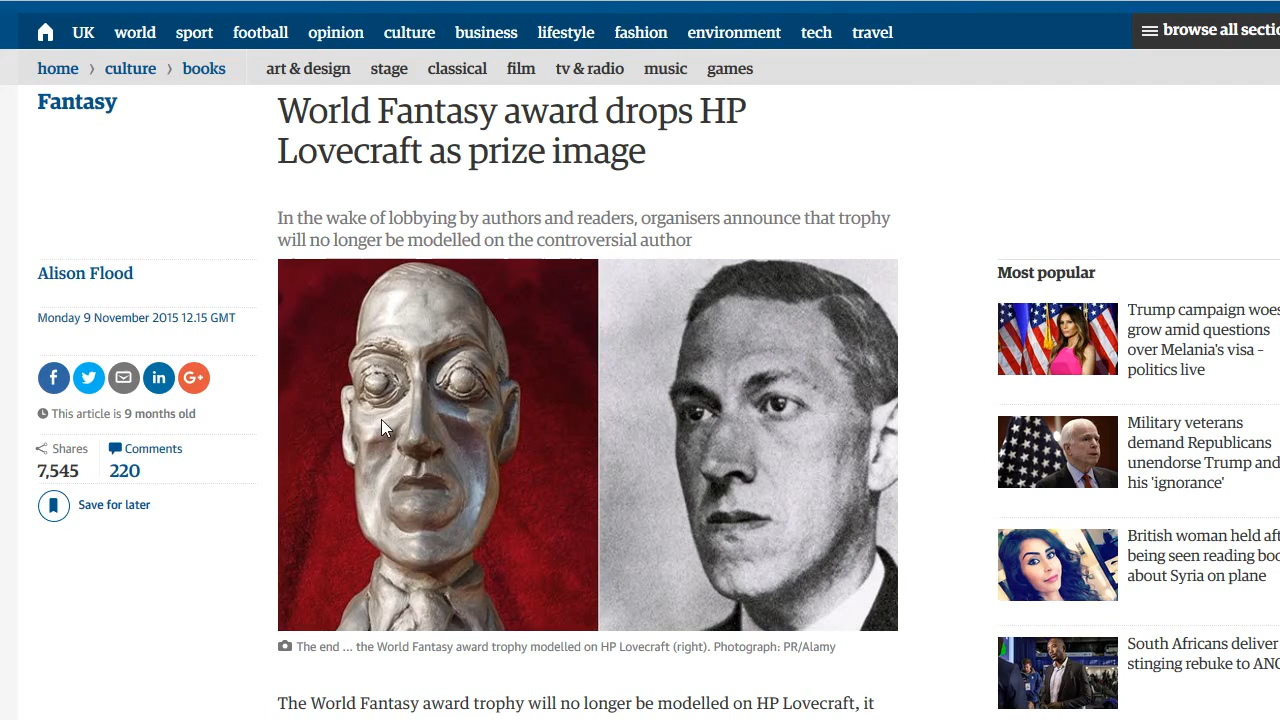 UK world sport football opinion culture business lifestyle fashion environment tech travel
browse all
home › culture › books art & design stage classical film tv & radio music games
Fantasy
World Fantasy award drops HP
Lovecraft as prize image
In the wake of lobbying by authors and readers, organisers announce that trophy
will no longer be modelled on the controversial author
Alison Flood
Monday 9 November 2015 12.15 GMT
f in G+
This article is 9 months old
Shares Comments
7,545 220
Save for later
The end ... the World Fantasy award trophy modelled on HP Lovecraft (right). Photograph: PR/Alamy
The World Fantasy award trophy will no longer be modelled on HP Lovecraft, it
Most popular
Trump campaign woes
grow amid questions
over Melania's visa –
politics live
Military veterans
demand Republicans
unendorse Trump and
his 'ignorance'
British woman held
being seen reading
about Syria on plane
South Africans deliver
stinging rebuke to